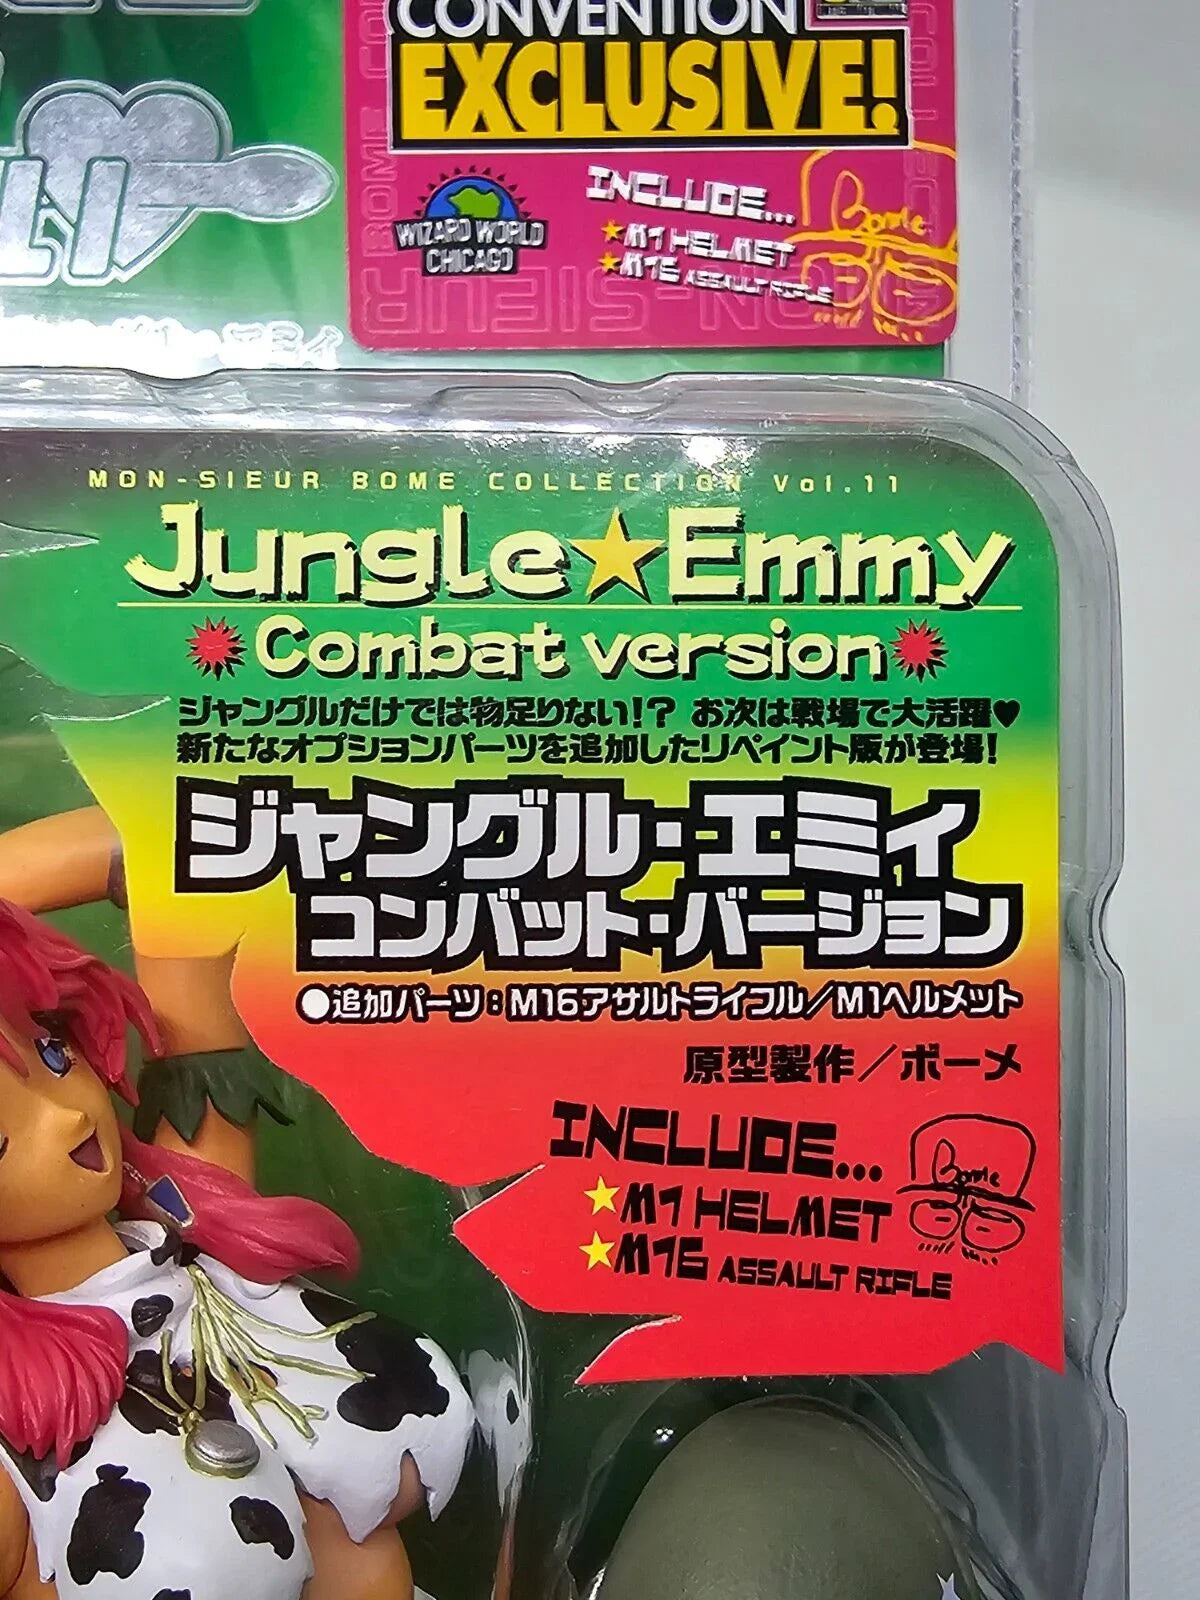 CONVENTION
EXCLUSIVE!
WIZARD WORLD
CHICAGO
INCLUDE...
★M1 HELMET
★M16 ASSAULT RIFLE
Bome
エミィ
MON-SIEUR BOME COLLECTION Vol.11
Jungle★Emmy
Combat version
ジャングルだけでは物足りない!? お次は戦場で大活躍♥
新たなオプションパーツを追加したリペイント版が登場!
ジャングル・エミィ
コンバット・バージョン
●追加パーツ:M16アサルトライフル/M1ヘルメット
原型製作/ボーメ
INCLUDE...
★M1 HELMET
★M16 ASSAULT RIFLE
Bome